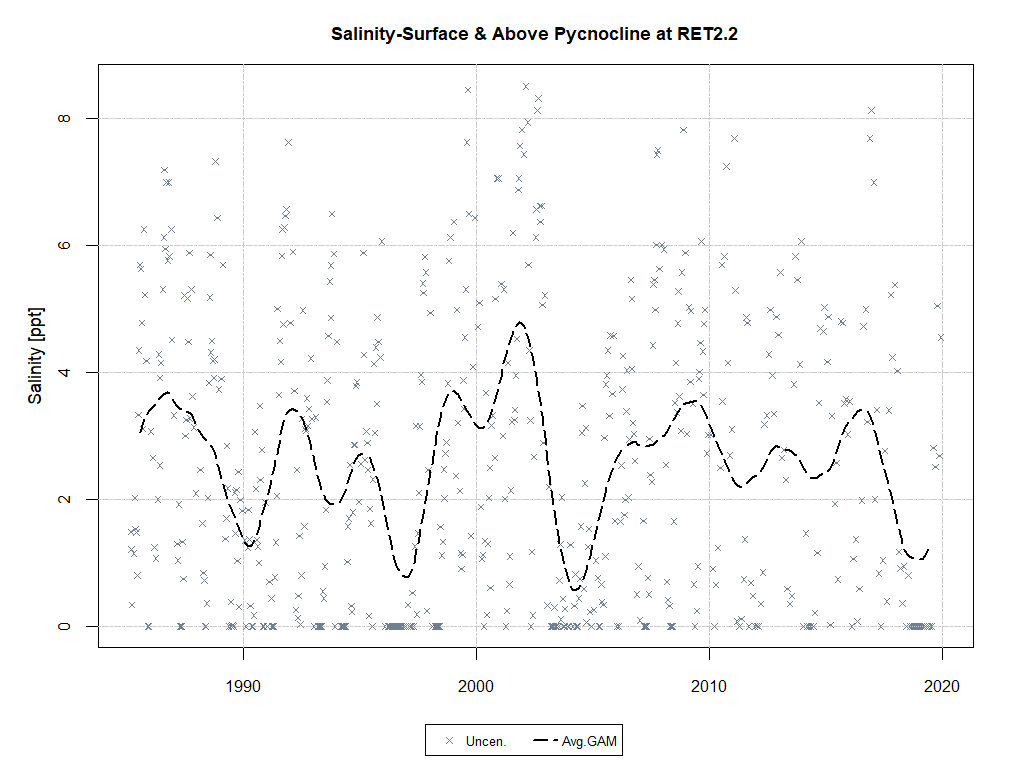 Salinity-Surface & Above Pycnocline at RET2.2
Salinity [ppt]
8
6
4
2
0
1990 2000 2010 2020
Uncen. Avg.GAM